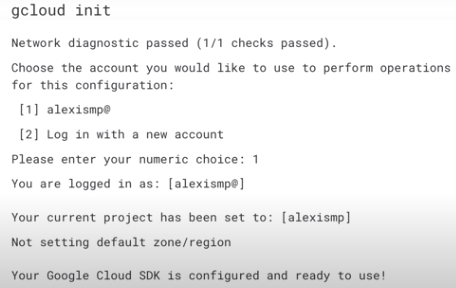 gcloud init
Network diagnostic passed (1/1 checks passed).
Choose the account you would like to use to perform operations
for this configuration:
[1] alexismp@
[2] Log in with a new account
Please enter your numeric choice: 1
You are logged in as: [alexismp@]
Your current project has been set to: [alexismp]
Not setting default zone/region
Your Google Cloud SDK is configured and ready to use!